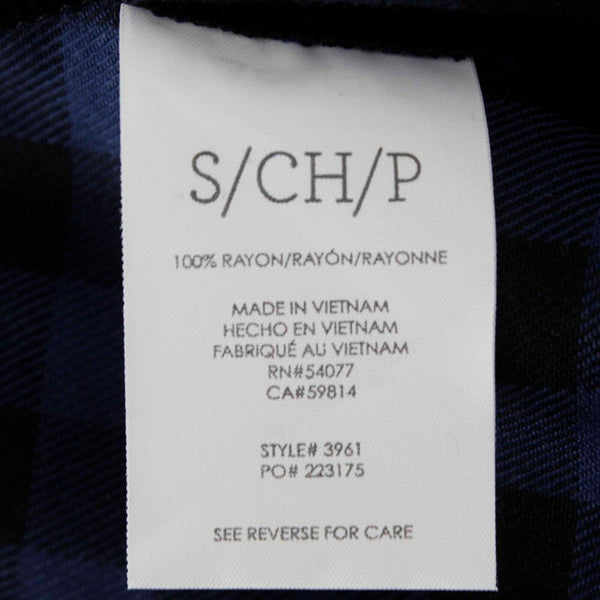 S/CH/P
100% RAYON/RAYÓN/RAYONNE
MADE IN VIETNAM
HECHO EN VIETNAM
FABRIQUÉ AU VIETNAM
RN#54077
CA#59814
STYLE# 3961
PO# 223175
SEE REVERSE FOR CARE